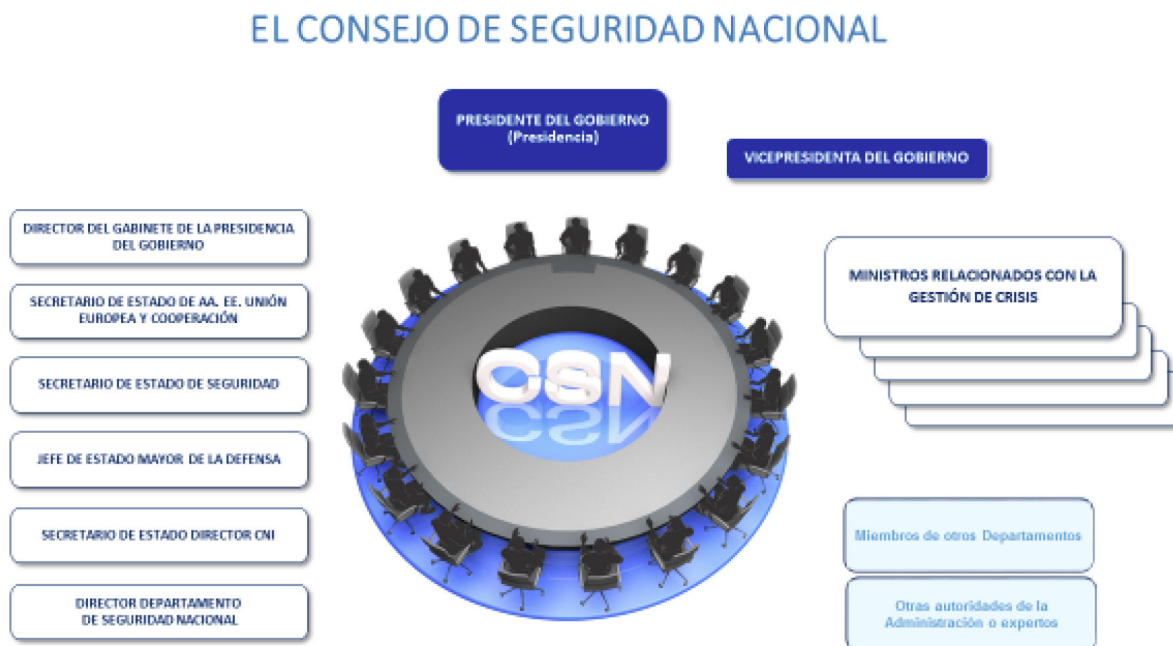 EL CONSEJO DE SEGURIDAD NACIONAL
PRESIDENTE DEL GOBIERNO
(Presidencia)
VICEPRESIDENTA DEL GOBIERNO
DIRECTOR DEL GABINETE DE LA PRESIDENCIA
DEL GOBIERNO
SECRETARIO DE ESTADO DE AA. EE. UNIÓN
EUROPEA Y COOPERACIÓN
SECRETARIO DE ESTADO DE SEGURIDAD
JEFE DE ESTADO MAYOR DE LA DEFENSA
SECRETARIO DE ESTADO DIRECTOR CNI
DIRECTOR DEPARTAMENTO
DE SEGURIDAD NACIONAL
CSN
MINISTROS RELACIONADOS CON LA
GESTIÓN DE CRISIS
Miembros de otros Departamentos
Otras autoridades de la
Administración o expertos